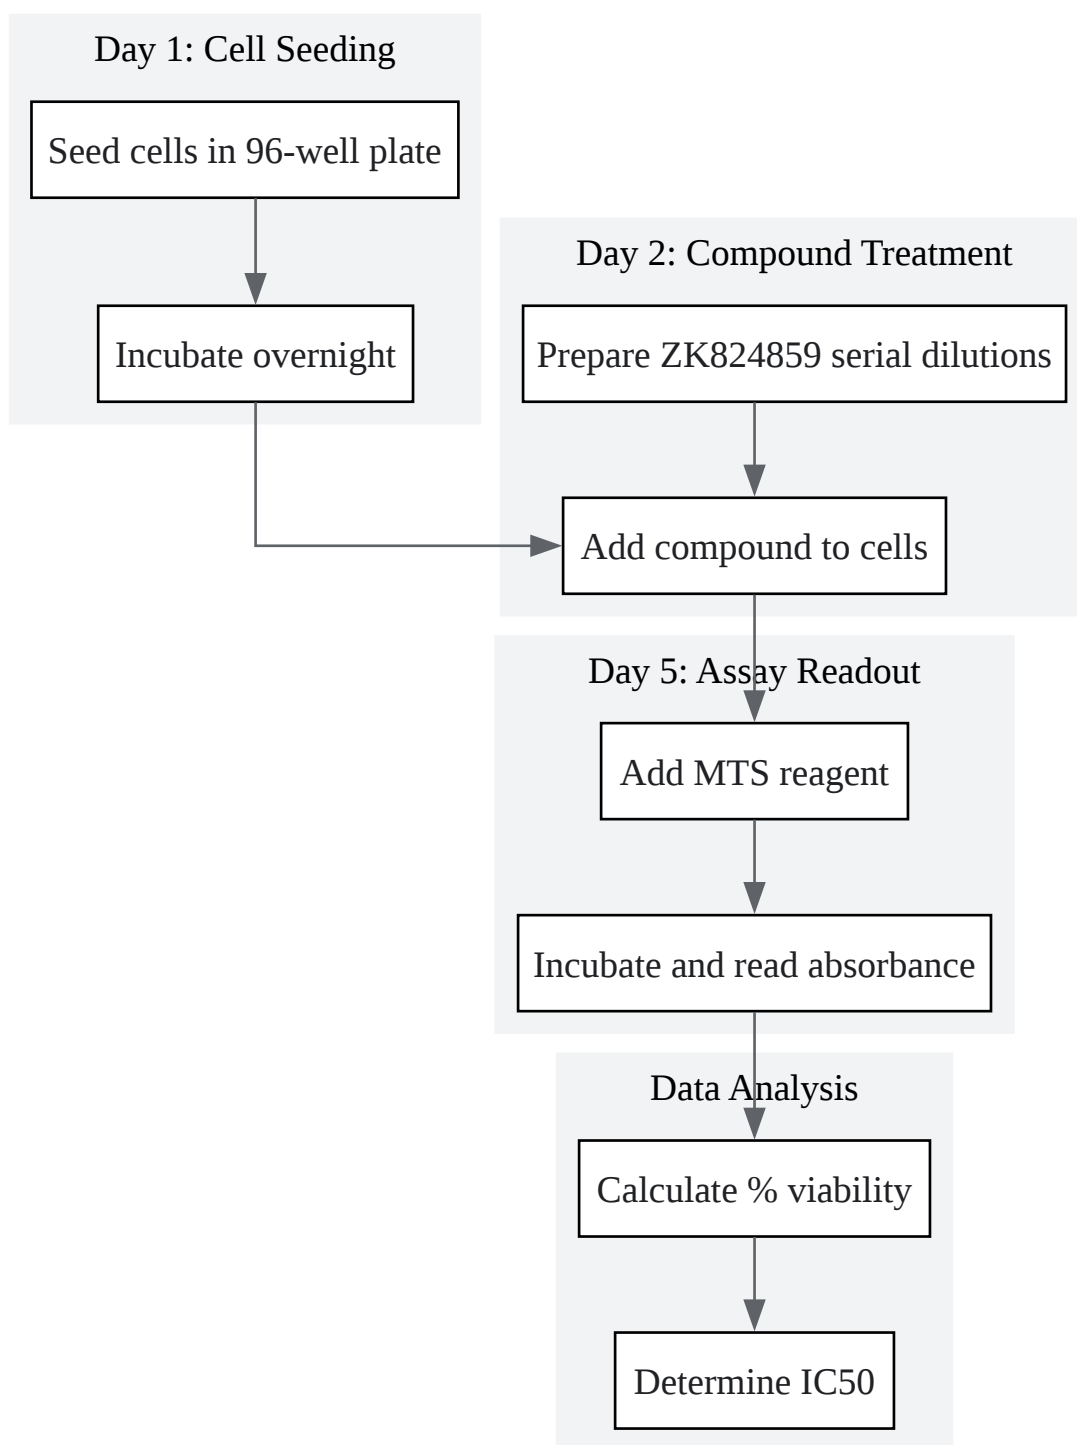 Day 1: Cell Seeding
Seed cells in 96-well plate
Incubate overnight
Day 2: Compound Treatment
Prepare ZK824859 serial dilutions
Add compound to cells
Day 5: Assay Readout
Add MTS reagent
Incubate and read absorbance
Data Analysis
Calculate % viability
Determine IC50